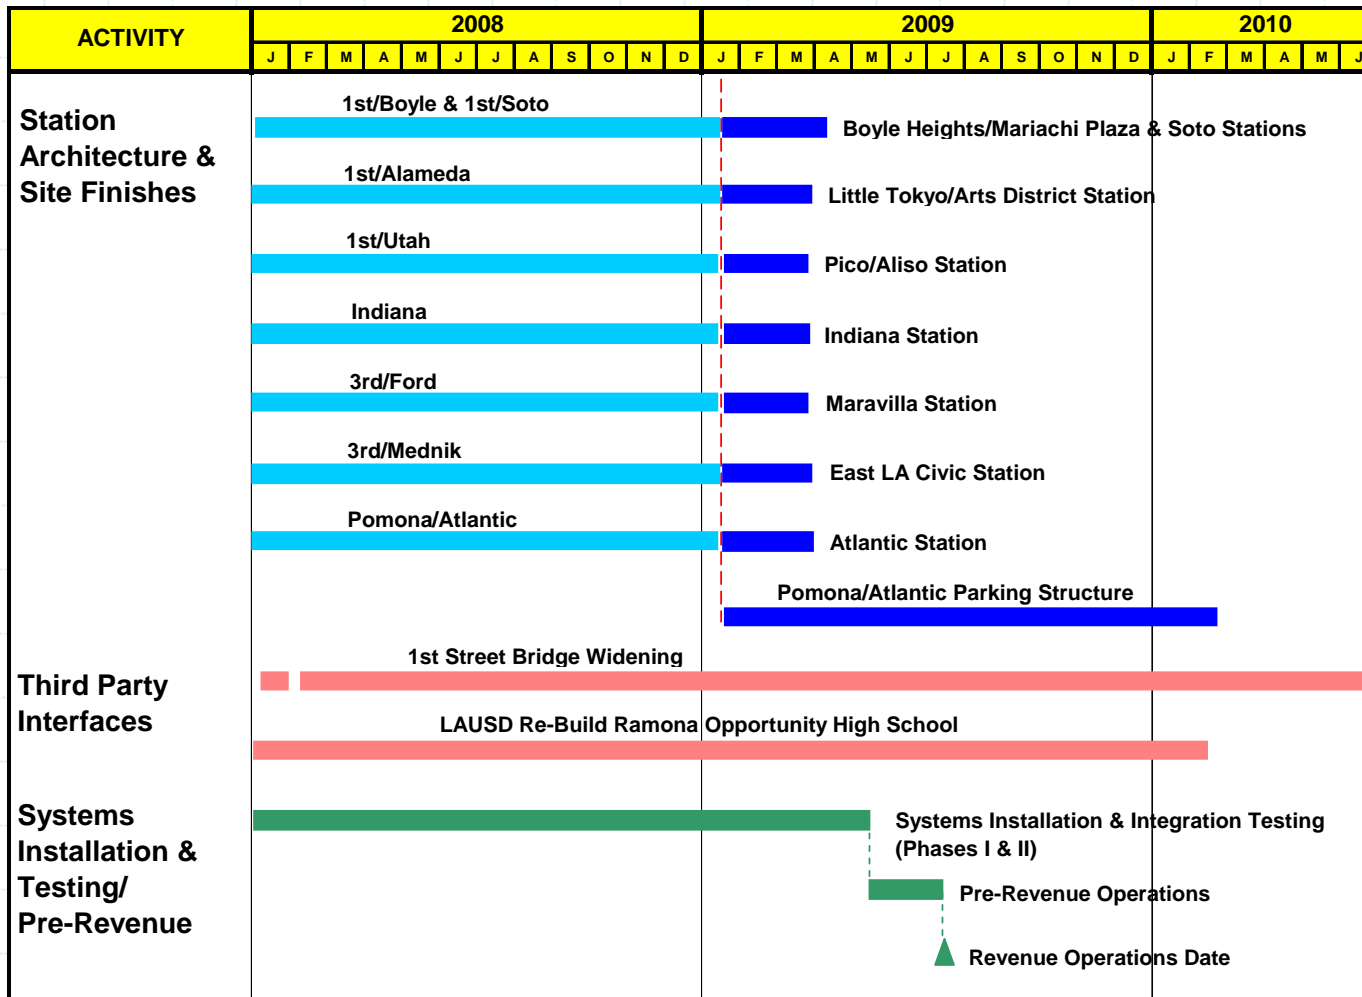 ACTIVITY
2008
2009
2010
J F M A M J J A S O N D J F M A M J J A S O N D J F M A M J
Station
Architecture &
Site Finishes
1st/Boyle & 1st/Soto
Boyle Heights/Mariachi Plaza & Soto Stations
1st/Alameda
Little Tokyo/Arts District Station
1st/Utah
Pico/Aliso Station
Indiana
Indiana Station
3rd/Ford
Maravilla Station
3rd/Mednik
East LA Civic Station
Pomona/Atlantic
Atlantic Station
Pomona/Atlantic Parking Structure
Third Party
Interfaces
1st Street Bridge Widening
LAUSD Re-Build Ramona Opportunity High School
Systems
Installation &
Testing/
Pre-Revenue
Systems Installation & Integration Testing
(Phases I & II)
Pre-Revenue Operations
Revenue Operations Date